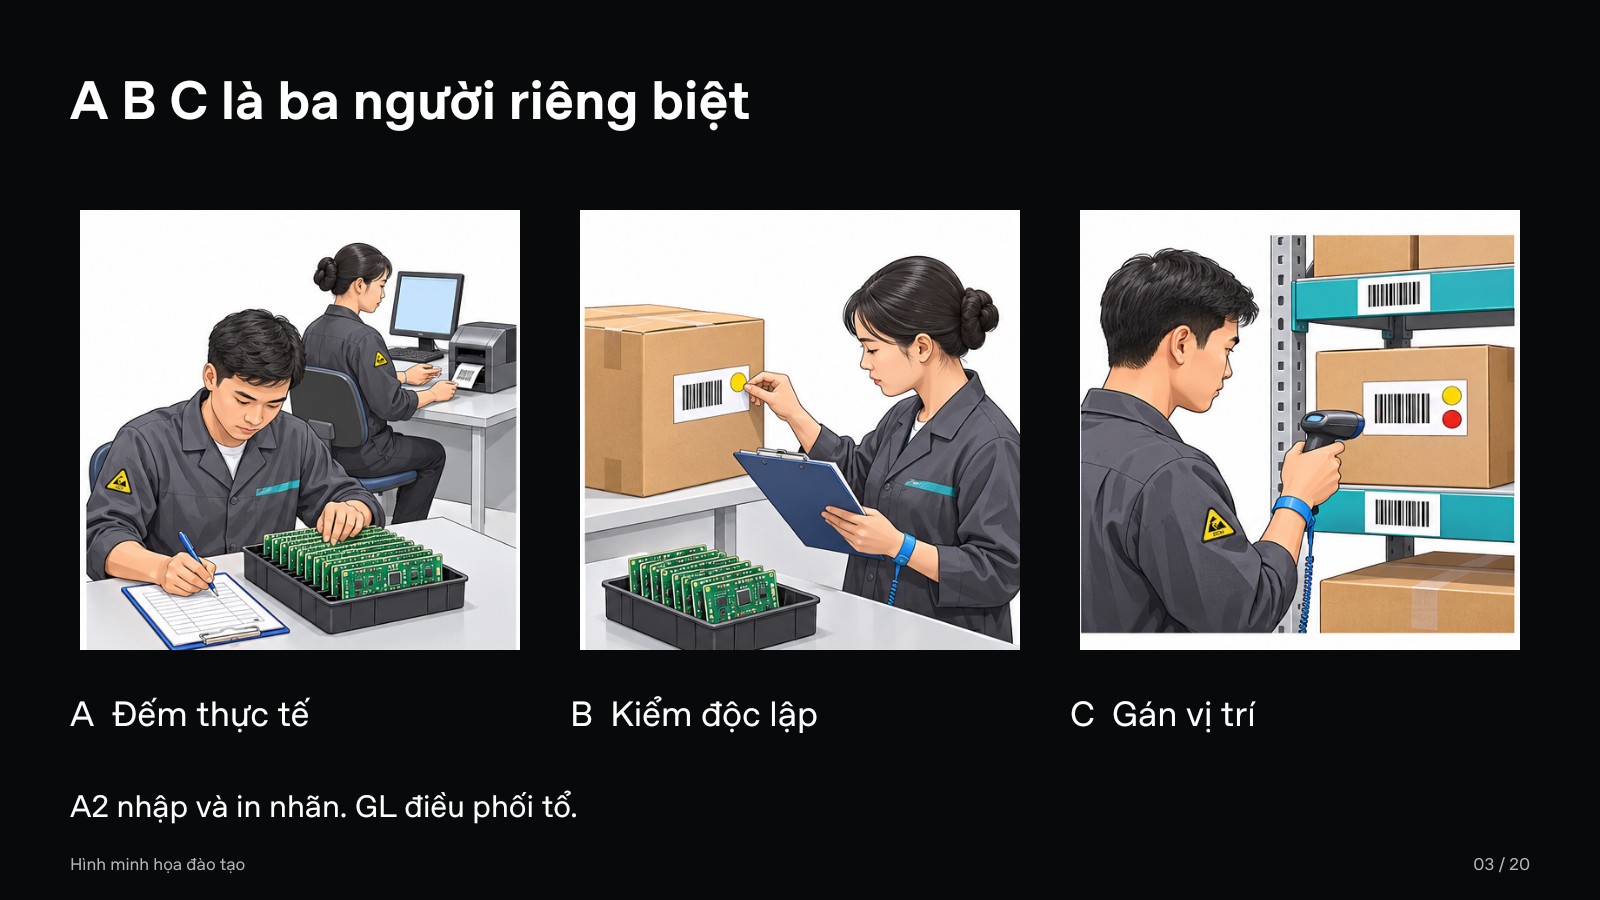 A B C là ba người riêng biệt
A Đếm thực tế
B Kiểm độc lập
C Gán vị trí
A2 nhập và in nhãn. GL điều phối tổ.
Hình minh họa đào tạo
03 / 20